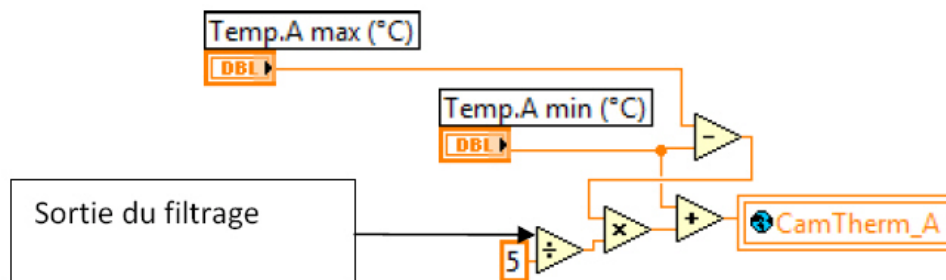 Temp.A max (°C)
DBL
Temp.A min (°C)
DBL
−
Sortie du filtrage
5
÷
×
+
CamTherm_A